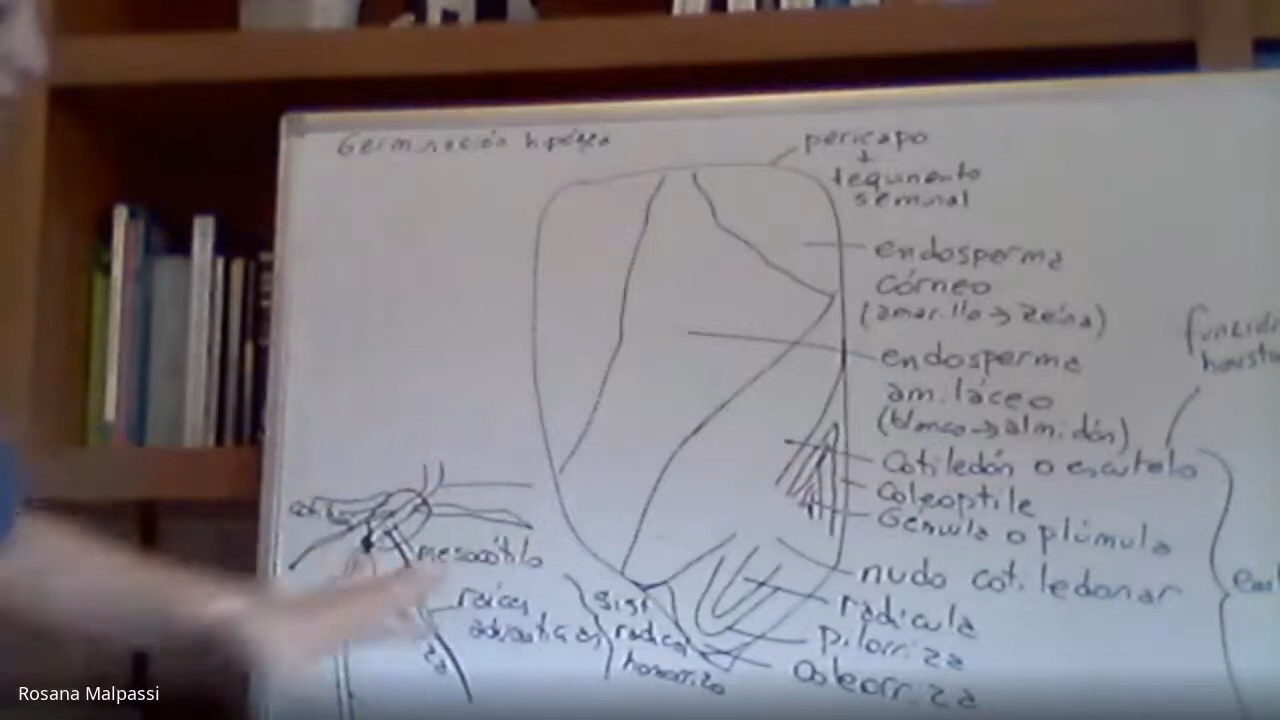 Germinación hipógea
pericapo
+
tegumento
seminal
endosperma
córneo
(amarillo → zeína)
endosperma
amiláceo
(blanco → almidón)
Cotiledón o escutelo
Coleoptile
Gémula o plúmula
nudo cotiledonar
radícula
pilorriza
Coleorriza
mesocótilo
raíces
adventicias
sist
radical
homorrizo
Rosana Malpassi